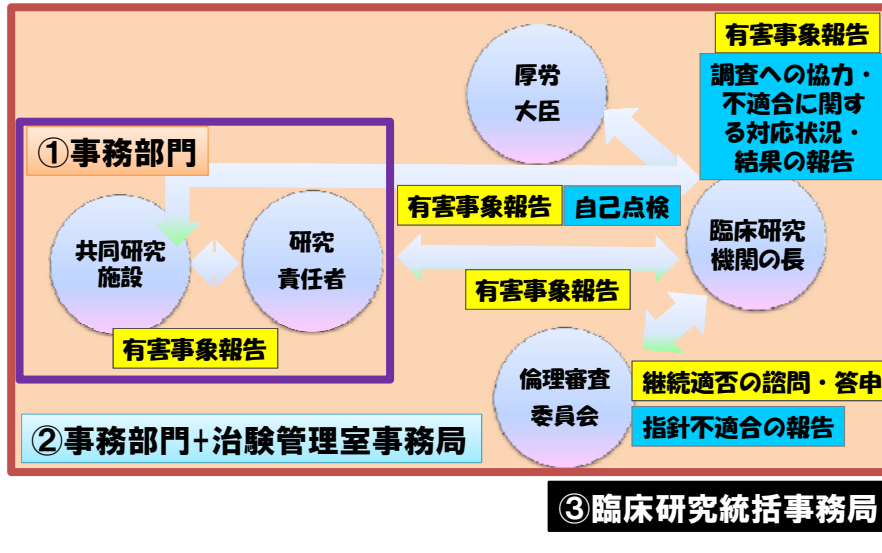 有害事象報告
調査への協力・
不適合に関す
る対応状況・
結果の報告
厚労
大臣
①事務部門
有害事象報告
自己点検
共同研究
施設
研究
責任者
臨床研究
機関の長
有害事象報告
有害事象報告
倫理審査
委員会
継続適否の諮問・答申
指針不適合の報告
②事務部門+治験管理室事務局
③臨床研究統括事務局